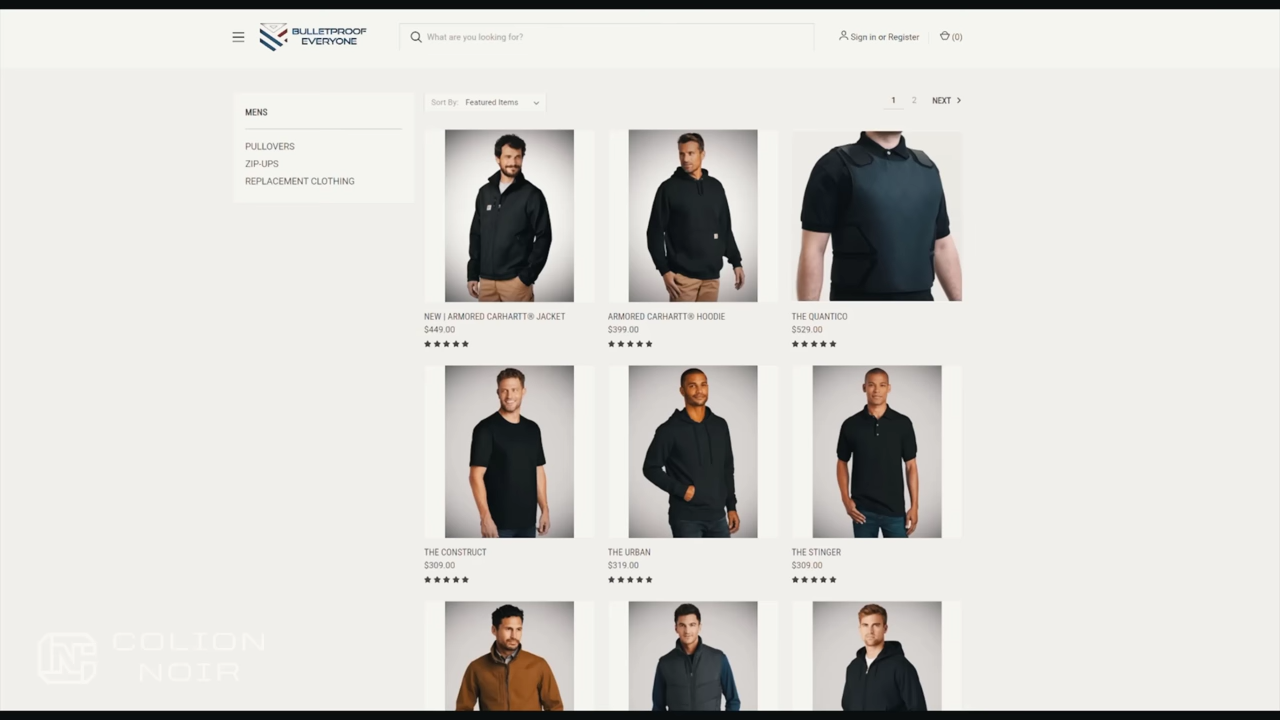 BULLETPROOF
EVERYONE
What are you looking for?
Sign in or Register
(0)
MENS
PULLOVERS
ZIP-UPS
REPLACEMENT CLOTHING
Sort By: Featured Items
1 2 NEXT
NEW | ARMORED CARHARTT® JACKET
$449.00
ARMORED CARHARTT® HOODIE
$399.00
THE QUANTICO
$529.00
THE CONSTRUCT
$309.00
THE URBAN
$319.00
THE STINGER
$309.00
COLION
NOIR